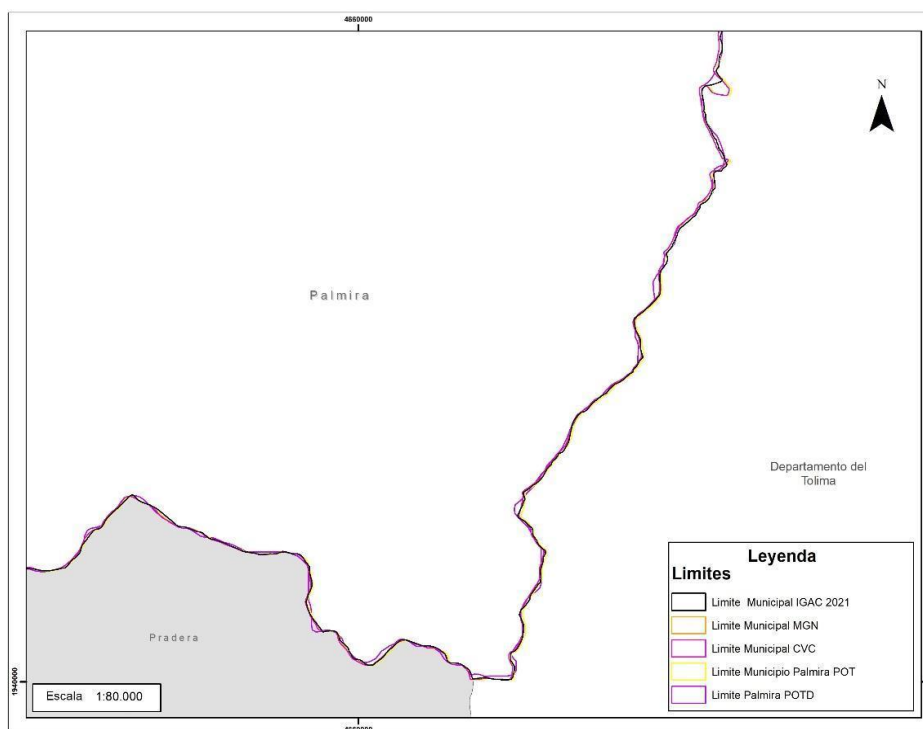 4660000
N
Palmira
Departamento del
Tolima
Pradera
Leyenda
Limites
Limite Municipal IGAC 2021
Limite Municipal MGN
Limite Municipal CVC
Limite Municipio Palmira POT
Limite Palmira POTD
1940000
Escala 1:80.000
4660000